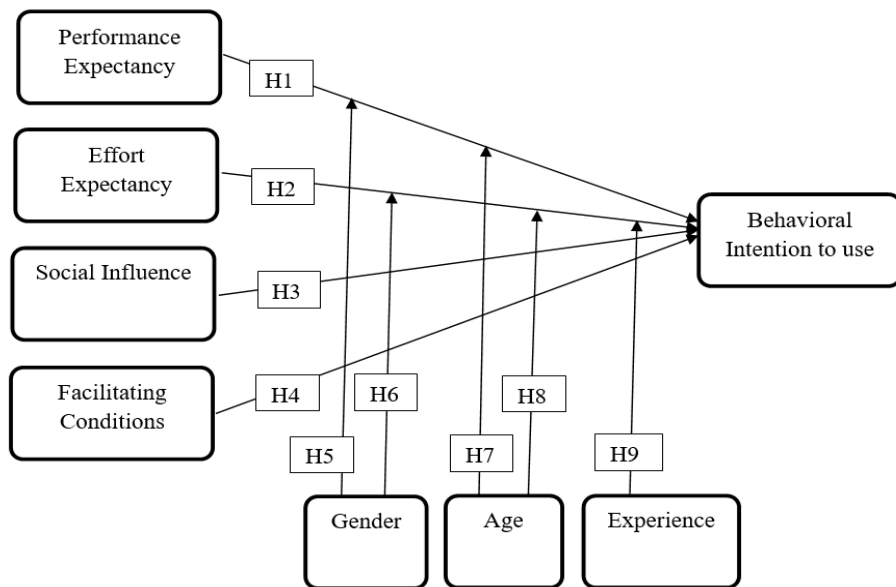 Performance
Expectancy
H1
Effort
Expectancy
H2
Behavioral
Intention to use
Social Influence
H3
Facilitating
Conditions
H4
H6
H8
H5
H7
H9
Gender
Age
Experience